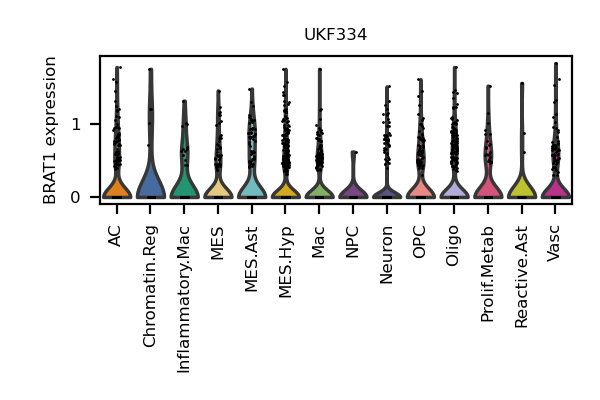 UKF334
BRAT1 expression
1
0
AC
Chromatin.Reg
Inflammatory.Mac
MES
MES.Ast
MES.Hyp
Mac
NPC
Neuron
OPC
Oligo
Prolif.Metab
Reactive.Ast
Vasc